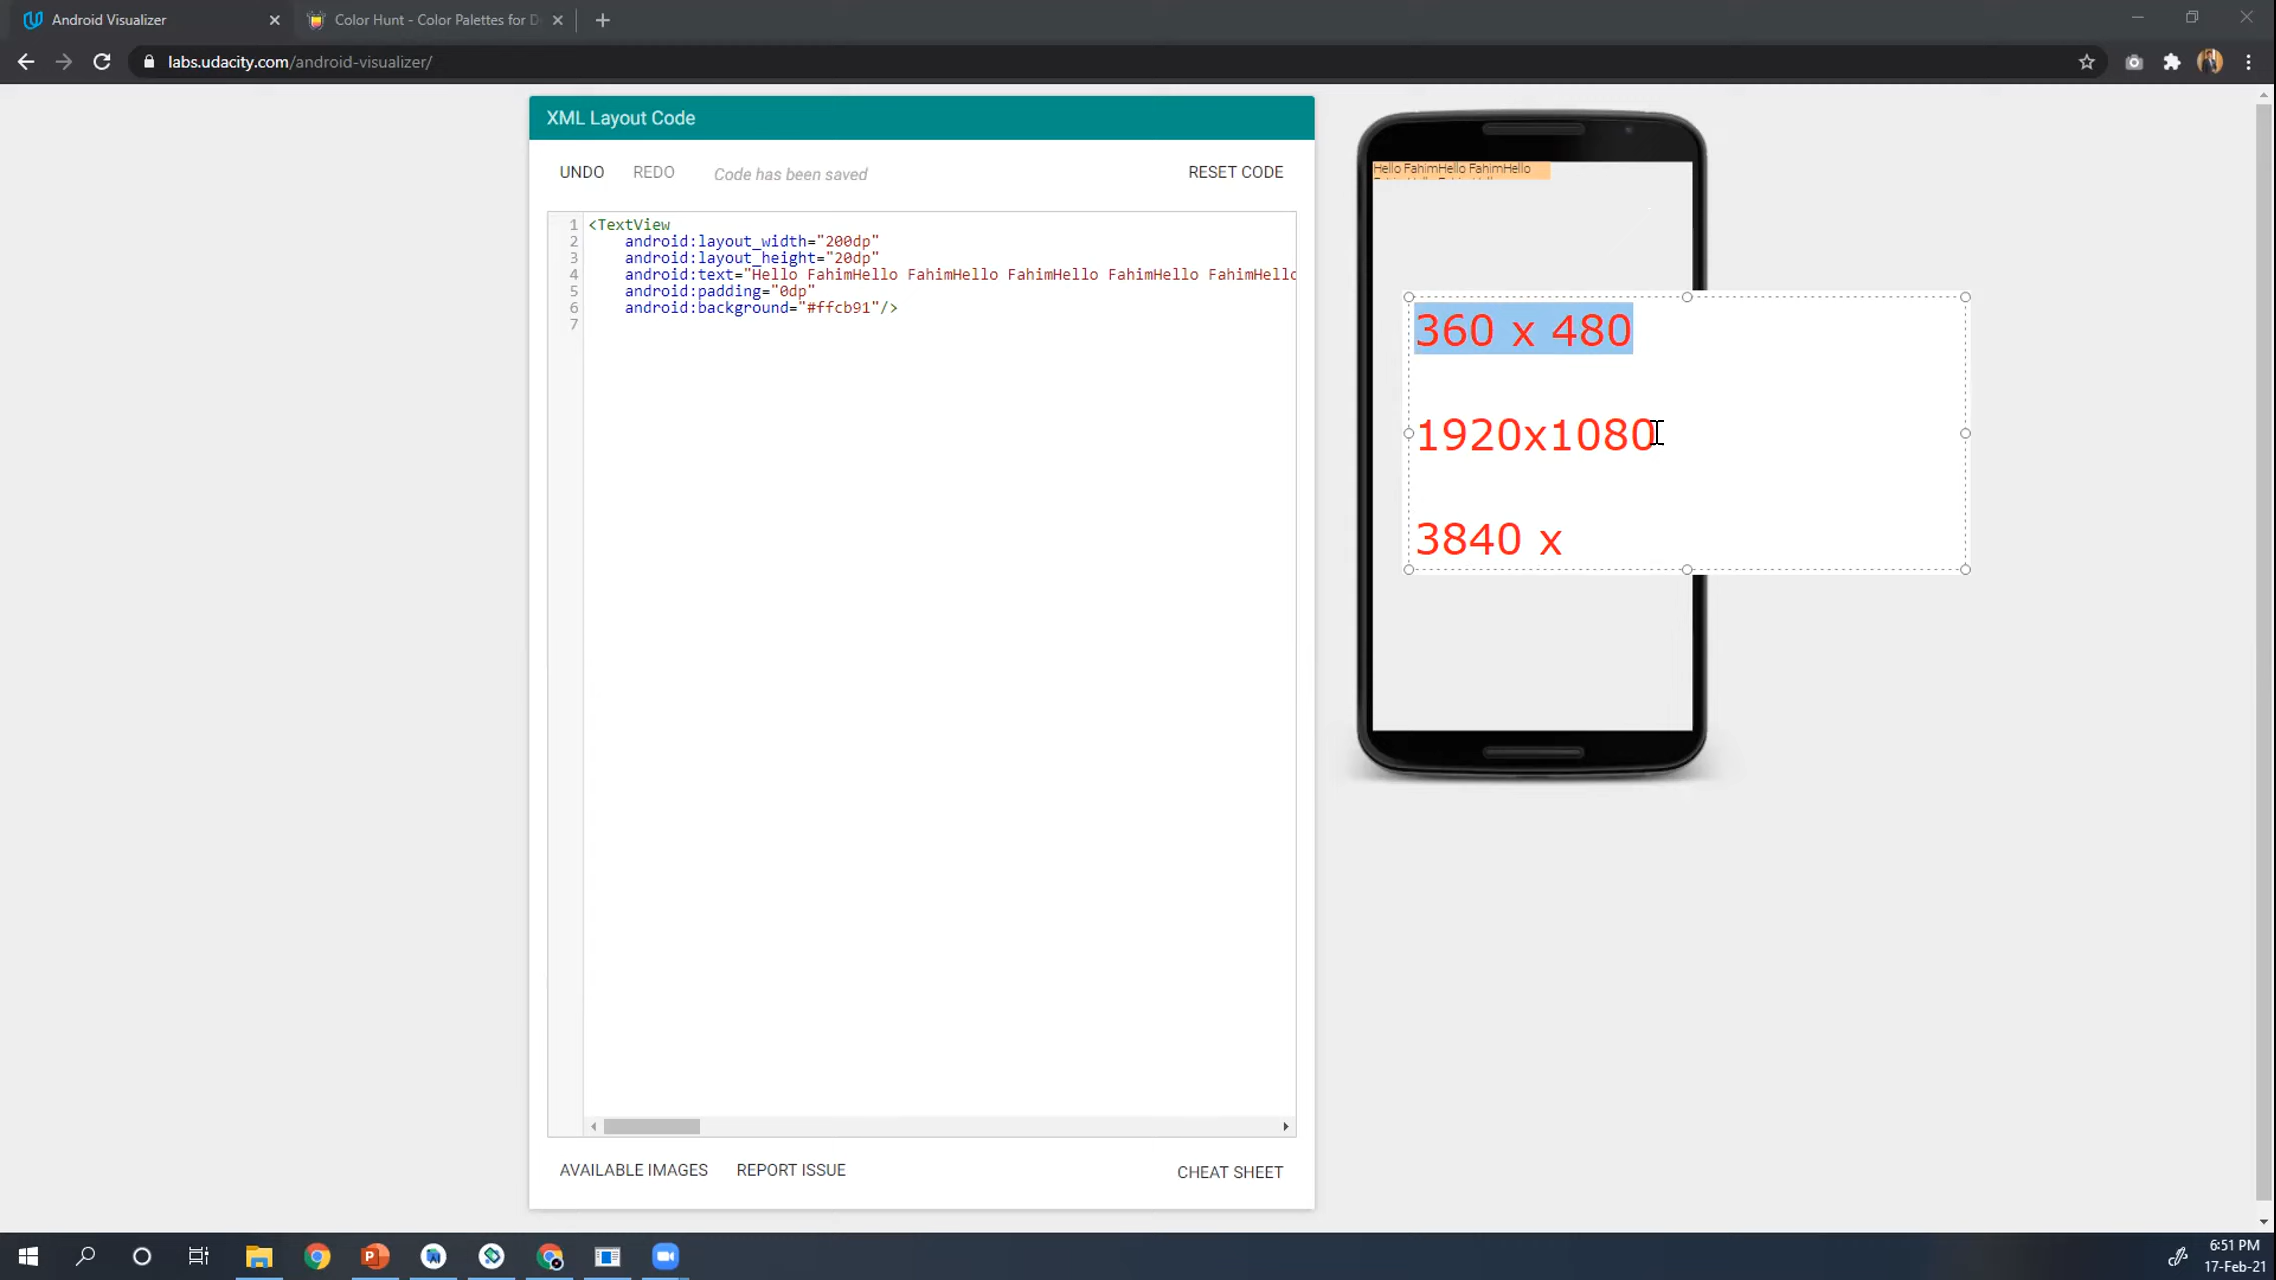 Android Visualizer
Color Hunt - Color Palettes for D
labs.udacity.com/android-visualizer/
XML Layout Code
UNDO REDO Code has been saved RESET CODE
1 <TextView
2 android:layout_width="200dp"
3 android:layout_height="20dp"
4 android:text="Hello FahimHello FahimHello FahimHello FahimHello FahimHello
5 android:padding="0dp"
6 android:background="#ffcb91"/>
7
AVAILABLE IMAGES REPORT ISSUE CHEAT SHEET
Hello FahimHello FahimHello
360 x 480
1920x1080
3840 x
6:51 PM
17-Feb-21